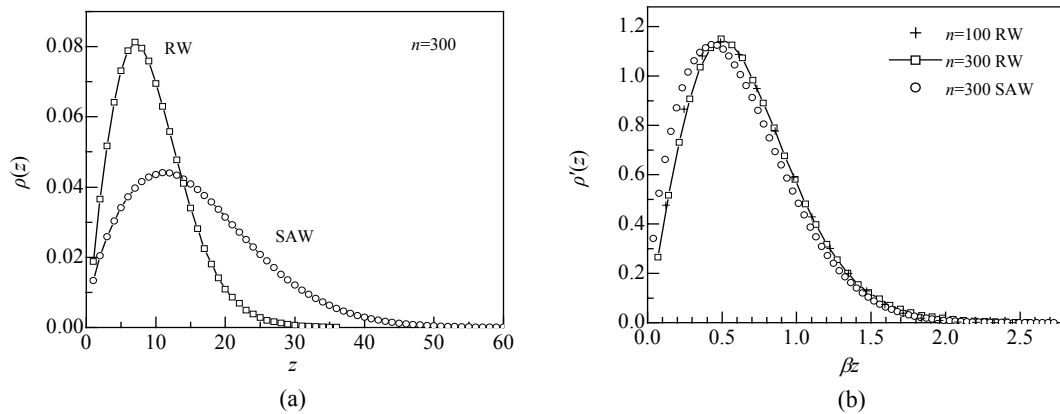 0.08
0.06
0.04
0.02
0.00
ρ(z)
RW
n=300
SAW
0 10 20 30 40 50 60
z
(a)
1.2
1.0
0.8
0.6
0.4
0.2
0.0
ρ'(z)
n=100 RW
n=300 RW
n=300 SAW
0.0 0.5 1.0 1.5 2.0 2.5
βz
(b)